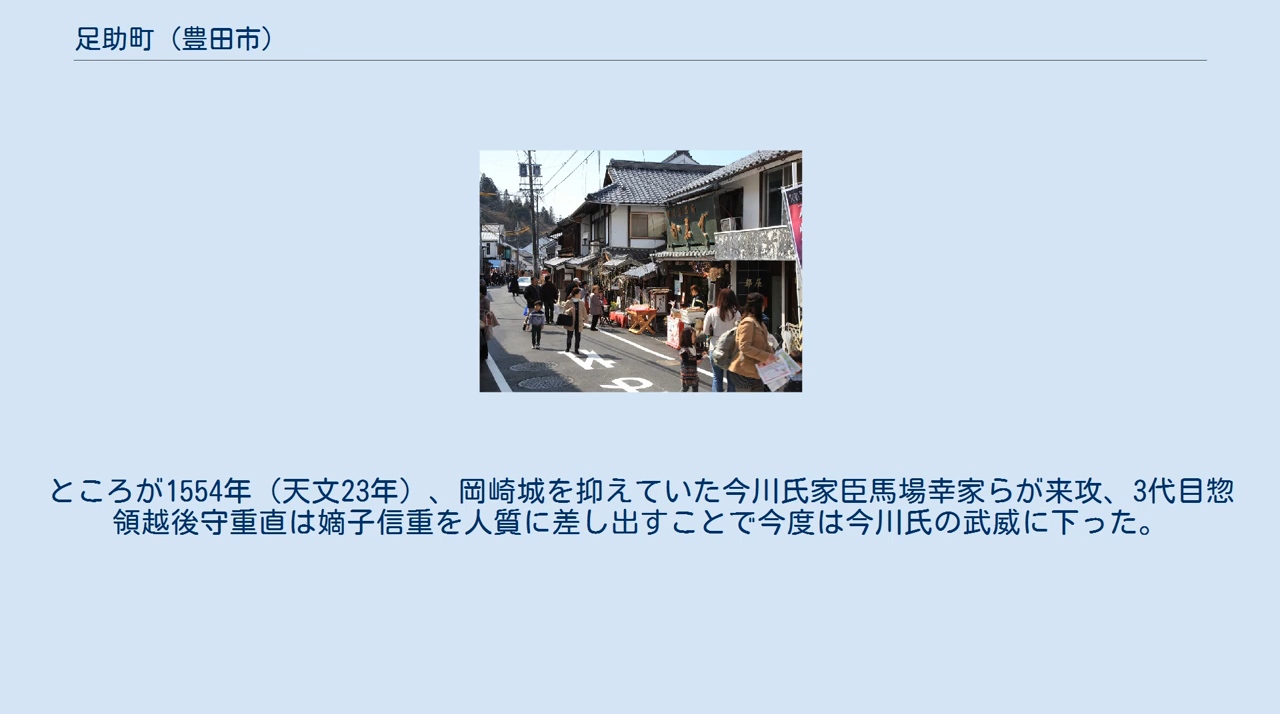 足助町（豊田市）
ところが1554年（天文23年）、岡崎城を抑えていた今川氏家臣馬場幸家らが来攻、3代目惣
領越後守重直は嫡子信重を人質に差し出すことで今度は今川氏の武威に下った。